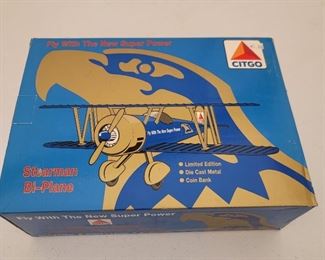 Fly With The New Super Power
CITGO
Fly With The New Super Power
Stearman
Bi-Plane
• Limited Edition
• Die Cast Metal
• Coin Bank
Fly With The New Super Power